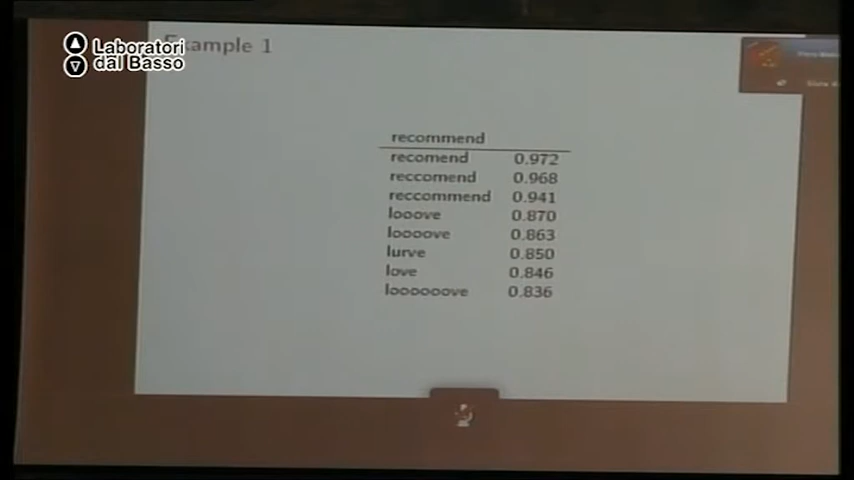 Laboratori
dal Basso
Example 1
recommend
recomend 0.972
reccomend 0.968
reccommend 0.941
looove 0.870
loooove 0.863
lurve 0.850
love 0.846
loooooove 0.836